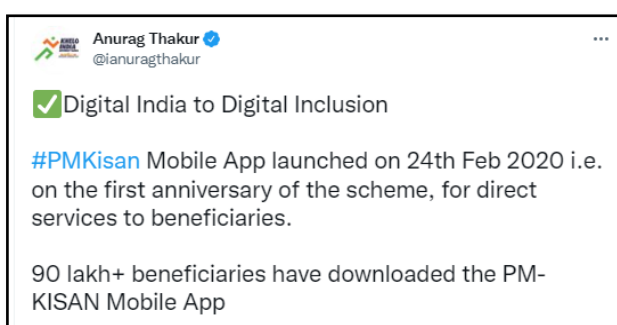 KHELO
INDIA
Anurag Thakur
@ianuragthakur
...
✅Digital India to Digital Inclusion
#PMKisan Mobile App launched on 24th Feb 2020 i.e.
on the first anniversary of the scheme, for direct
services to beneficiaries.
90 lakh+ beneficiaries have downloaded the PM-
KISAN Mobile App